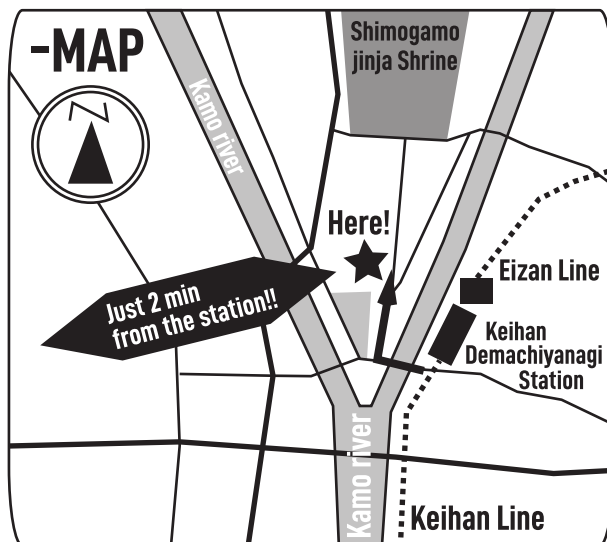 -MAP
Shimogamo
jinja Shrine
N
Kamo river
Here!
Just 2 min
from the station!!
Eizan Line
Keihan
Demachiyanagi
Station
Kamo river
Keihan Line